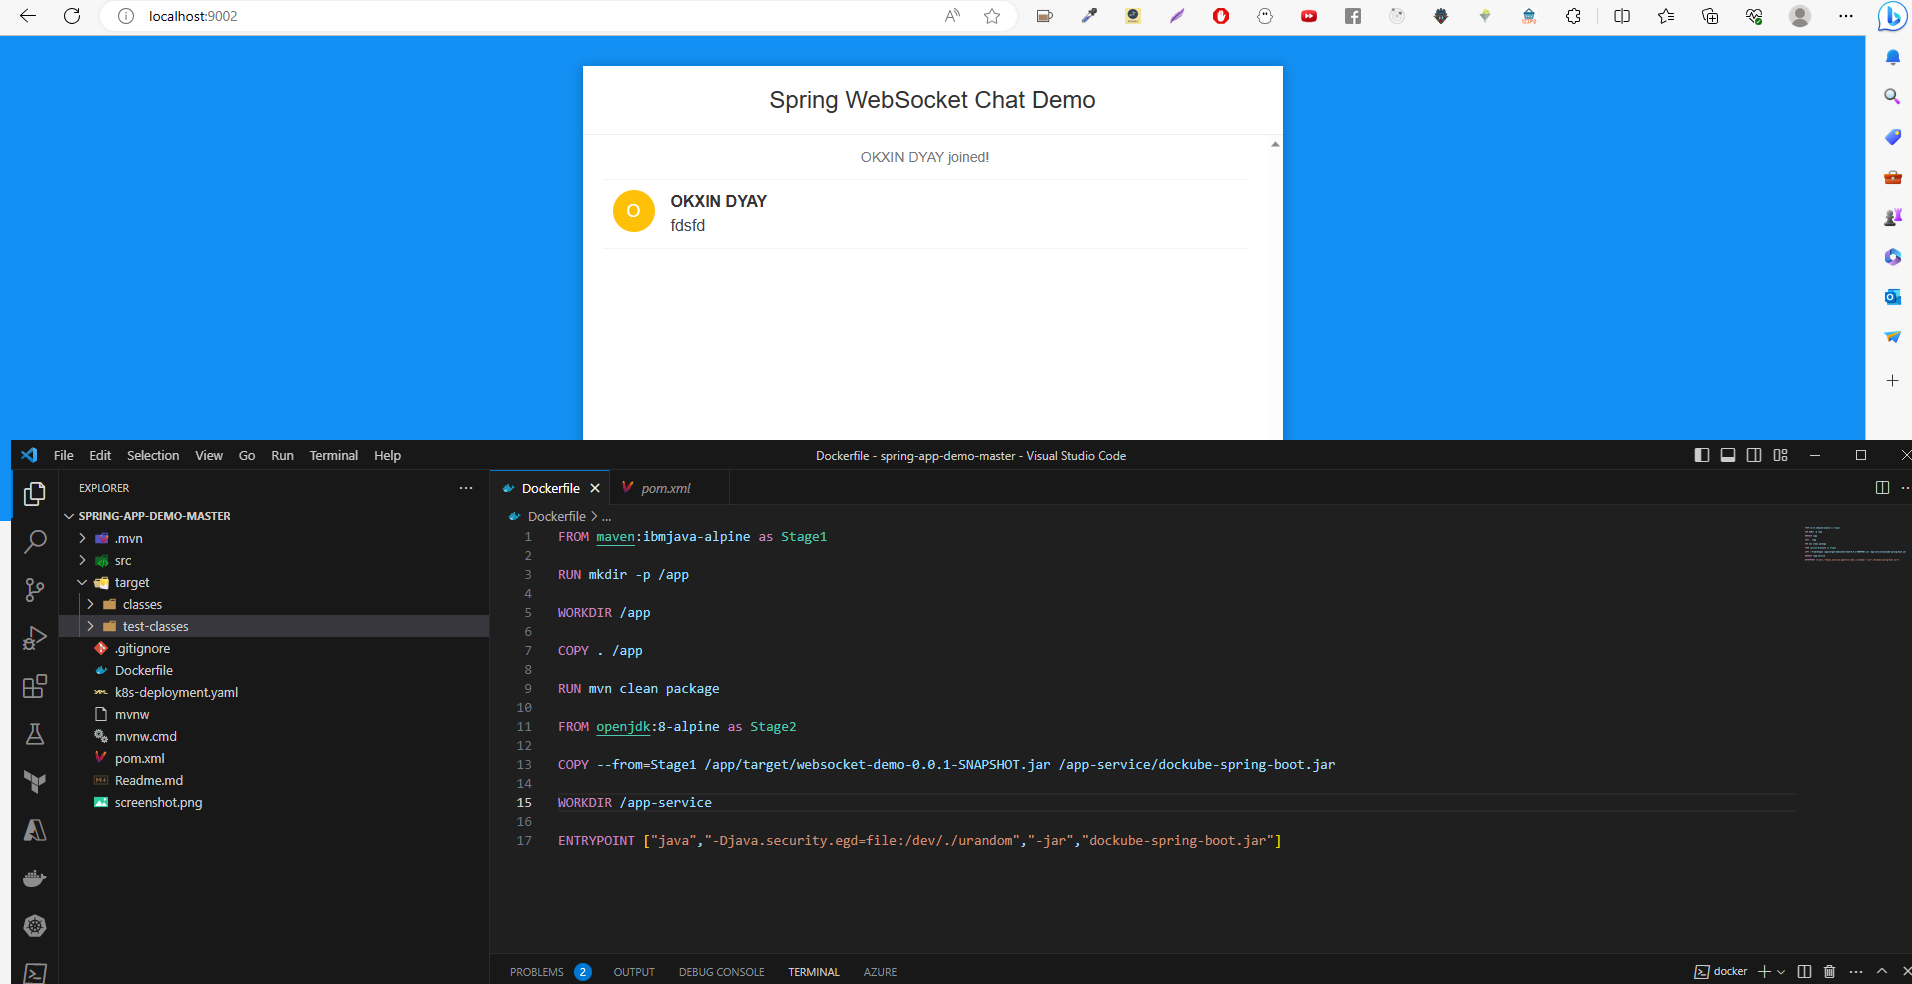 localhost:9002
Spring WebSocket Chat Demo
OKXIN DYAY joined!
O
OKXIN DYAY
fdsfd
File Edit Selection View Go Run Terminal Help
Dockerfile - spring-app-demo-master - Visual Studio Code
EXPLORER
Dockerfile
pom.xml
SPRING-APP-DEMO-MASTER
Dockerfile > ...
.mvn
src
target
classes
test-classes
.gitignore
Dockerfile
k8s-deployment.yaml
mvnw
mvnw.cmd
pom.xml
Readme.md
screenshot.png
1 FROM maven:ibmjava-alpine as Stage1
2
3 RUN mkdir -p /app
4
5 WORKDIR /app
6
7 COPY . /app
8
9 RUN mvn clean package
10
11 FROM openjdk:8-alpine as Stage2
12
13 COPY --from=Stage1 /app/target/websocket-demo-0.0.1-SNAPSHOT.jar /app-service/dockube-spring-boot.jar
14
15 WORKDIR /app-service
16
17 ENTRYPOINT ["java","-Djava.security.egd=file:/dev/./urandom","-jar","dockube-spring-boot.jar"]
PROBLEMS 2 OUTPUT DEBUG CONSOLE TERMINAL AZURE
docker